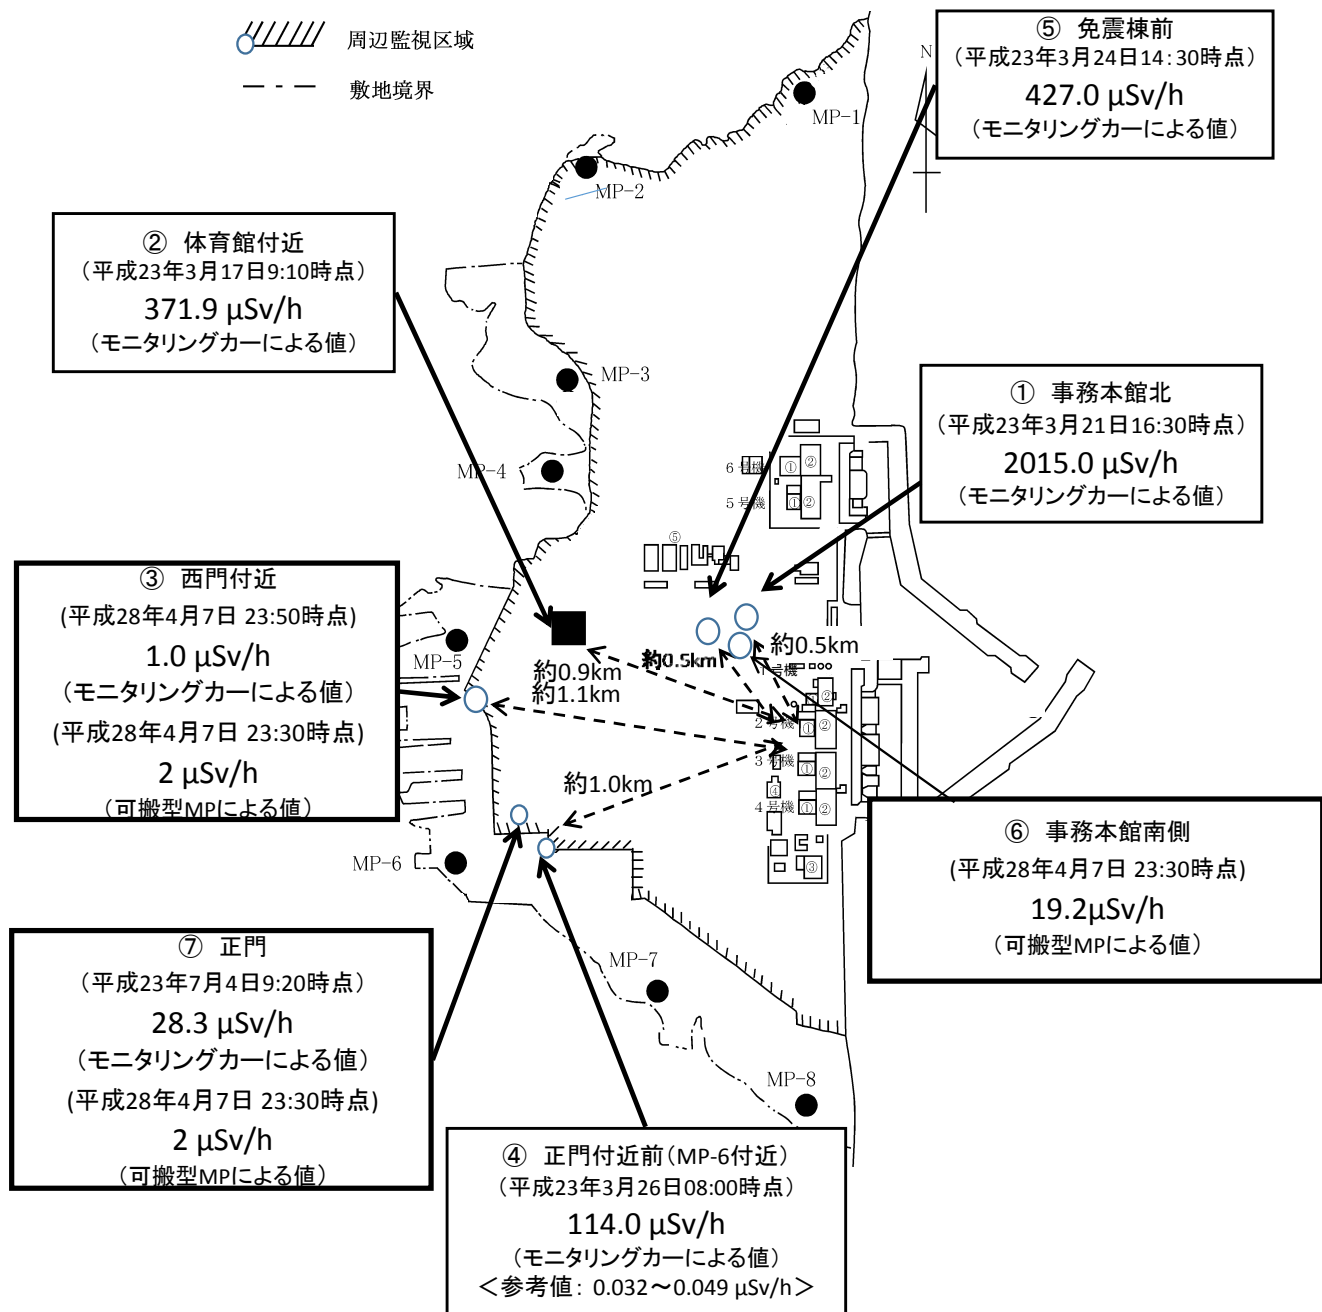 周辺監視区域
敷地境界
⑤ 免震棟前
（平成23年3月24日14:30時点）
427.0 μSv/h
（モニタリングカーによる値）
N
MP-1
MP-2
② 体育館付近
（平成23年3月17日9:10時点）
371.9 μSv/h
（モニタリングカーによる値）
MP-3
① 事務本館北
（平成23年3月21日16:30時点）
2015.0 μSv/h
（モニタリングカーによる値）
MP-4
6号機
① ②
5号機
① ②
⑤
③ 西門付近
(平成28年4月7日 23:50時点)
1.0 μSv/h
（モニタリングカーによる値）
(平成28年4月7日 23:30時点)
2 μSv/h
（可搬型MPによる値）
MP-5
約0.9km
約1.1km
約0.5km
約0.5km
1号機
②
2号機
① ②
3号機
① ②
④
4号機
① ②
③
約1.0km
MP-6
⑥ 事務本館南側
(平成28年4月7日 23:30時点)
19.2μSv/h
（可搬型MPによる値）
⑦ 正門
（平成23年7月4日9:20時点）
28.3 μSv/h
（モニタリングカーによる値）
(平成28年4月7日 23:30時点)
2 μSv/h
（可搬型MPによる値）
MP-7
MP-8
④ 正門付近前（MP-6付近）
（平成23年3月26日08:00時点）
114.0 μSv/h
（モニタリングカーによる値）
＜参考値： 0.032～0.049 μSv/h＞